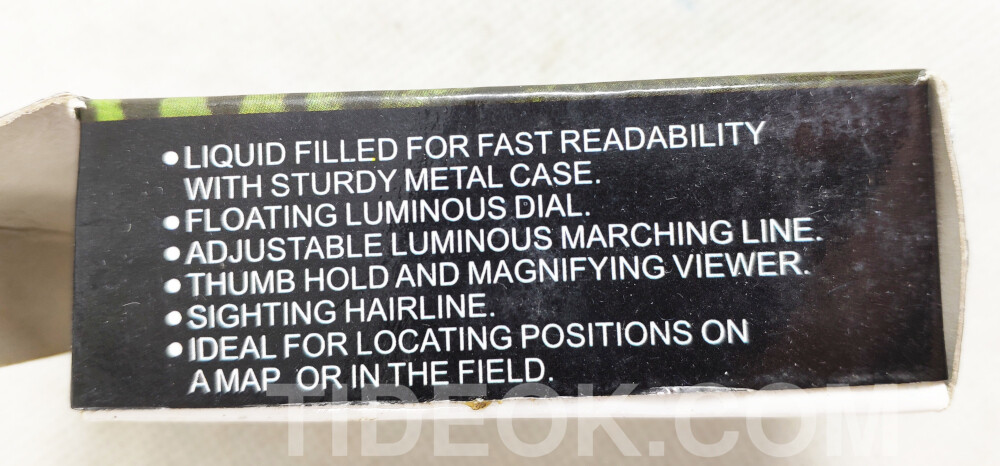 • LIQUID FILLED FOR FAST READABILITY
WITH STURDY METAL CASE.
• FLOATING LUMINOUS DIAL.
• ADJUSTABLE LUMINOUS MARCHING LINE.
• THUMB HOLD AND MAGNIFYING VIEWER.
• SIGHTING HAIRLINE.
• IDEAL FOR LOCATING POSITIONS ON
A MAP OR IN THE FIELD.
TIDEOK.COM